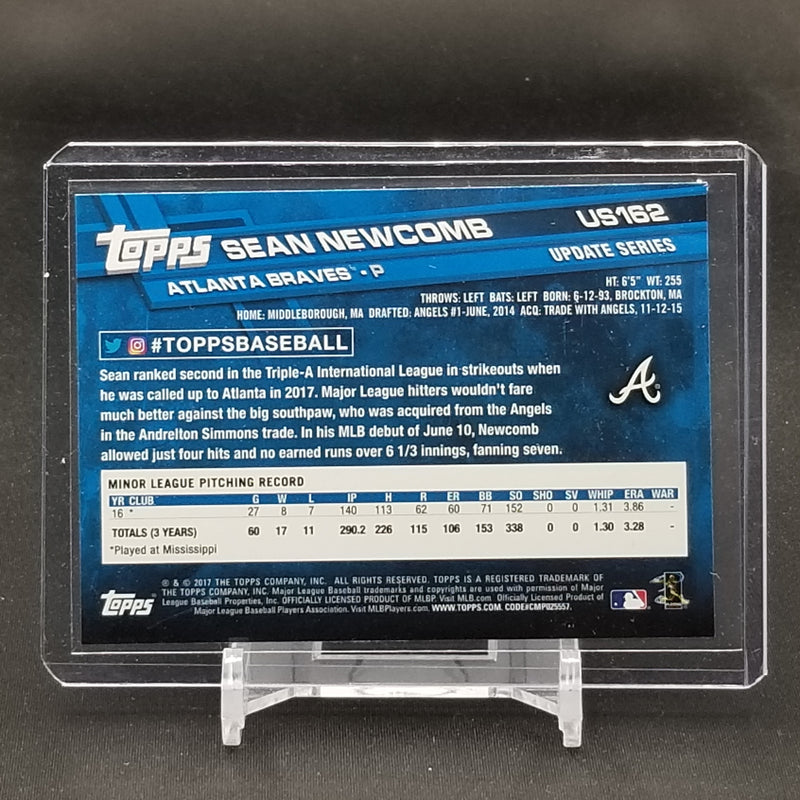 TOPPS SEAN NEWCOMB US162
ATLANTA BRAVES™ • P UPDATE SERIES
HT: 6'5" WT: 255
THROWS: LEFT BATS: LEFT BORN: 6-12-93, BROCKTON, MA
HOME: MIDDLEBOROUGH, MA DRAFTED: ANGELS #1-JUNE, 2014 ACQ: TRADE WITH ANGELS, 11-12-15
#TOPPSBASEBALL
Sean ranked second in the Triple-A International League in strikeouts when
he was called up to Atlanta in 2017. Major League hitters wouldn't fare
much better against the big southpaw, who was acquired from the Angels
in the Andrelton Simmons trade. In his MLB debut of June 10, Newcomb
allowed just four hits and no earned runs over 6 1/3 innings, fanning seven.
A
MINOR LEAGUE PITCHING RECORD
YR CLUB G W L IP H R ER BB SO SHO SV WHIP ERA WAR
16 * 27 8 7 140 113 62 60 71 152 0 0 1.31 3.86 -
TOTALS (3 YEARS) 60 17 11 290.2 226 115 106 153 338 0 0 1.30 3.28 -
*Played at Mississippi
TOPPS®
® & © 2017 THE TOPPS COMPANY, INC. ALL RIGHTS RESERVED. TOPPS IS A REGISTERED TRADEMARK OF
THE TOPPS COMPANY, INC. Major League Baseball trademarks and copyrights are used with permission of Major
League Baseball Properties, Inc. OFFICIALLY LICENSED PRODUCT OF MLBP. Visit MLB.com. Officially Licensed Product of
Major League Baseball Players Association. Visit MLBPlayers.com. WWW.TOPPS.COM. CODE#CMP025557.